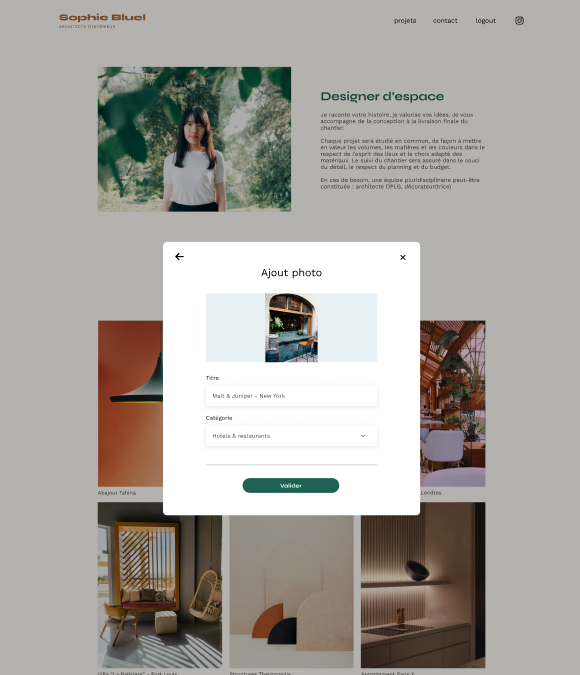 Sophie Bluel
ARCHITECTE D'INTÉRIEUR
projets
contact
logout
Designer d'espace
Je raconte votre histoire, je valorise vos idées. Je vous
accompagne de la conception à la livraison finale du
chantier.
Chaque projet sera étudié en commun, de façon à mettre
en valeur les volumes, les matières et les couleurs dans le
respect de l'esprit des lieux et le choix adapté des
matériaux. Le suivi du chantier sera assuré dans le souci
du détail, le respect du planning et du budget.
En cas de besoin, une équipe pluridisciplinaire peut-être
constituée : architecte DPLG, décorateur(trice)
Ajout photo
Titre
Malt & Juniper - New York
Catégorie
Hotels & restaurants
Valider
Abajour Tahina
Londres
Villa "La Balisiere" - Port Louis
Structures Thermopolis
Appartement Paris X